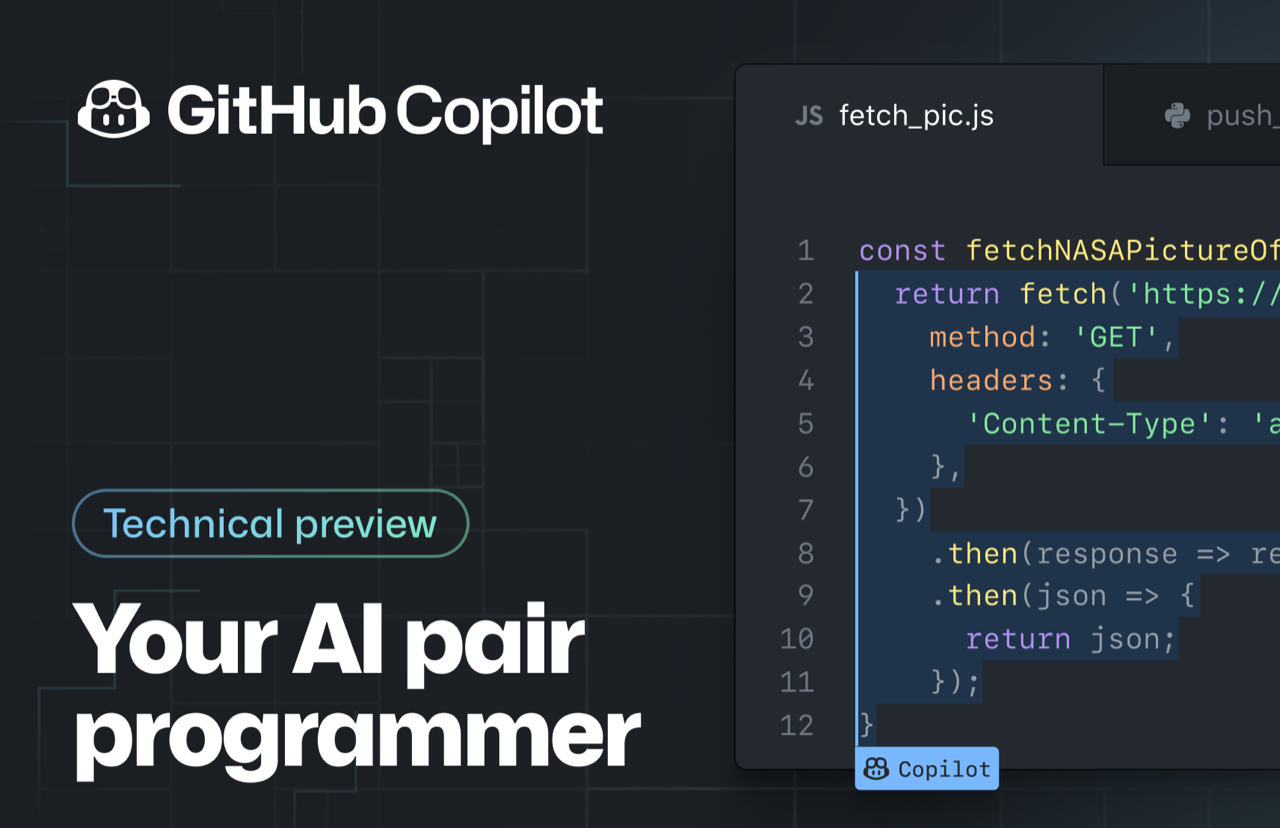 GitHub Copilot
Technical preview
Your AI pair
programmer
JS fetch_pic.js
push_
1 const fetchNASAPictureOf
2 return fetch('https://
3 method: 'GET',
4 headers: {
5 'Content-Type': 'a
6 },
7 })
8 .then(response => re
9 .then(json => {
10 return json;
11 });
12 }
Copilot